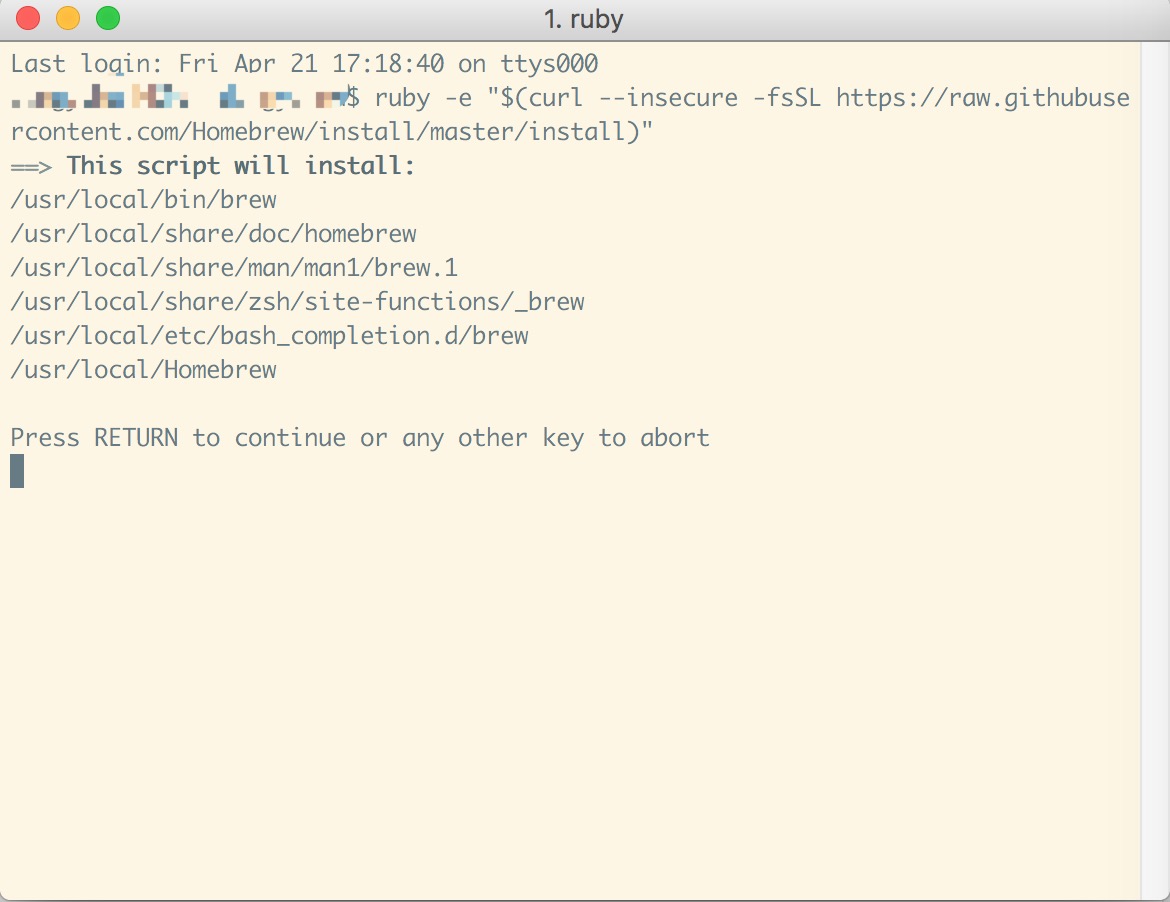 1. ruby
Last login: Fri Apr 21 17:18:40 on ttys000
$ ruby -e "$(curl --insecure -fsSL https://raw.githubuse
rcontent.com/Homebrew/install/master/install)"
==> This script will install:
/usr/local/bin/brew
/usr/local/share/doc/homebrew
/usr/local/share/man/man1/brew.1
/usr/local/share/zsh/site-functions/_brew
/usr/local/etc/bash_completion.d/brew
/usr/local/Homebrew
Press RETURN to continue or any other key to abort